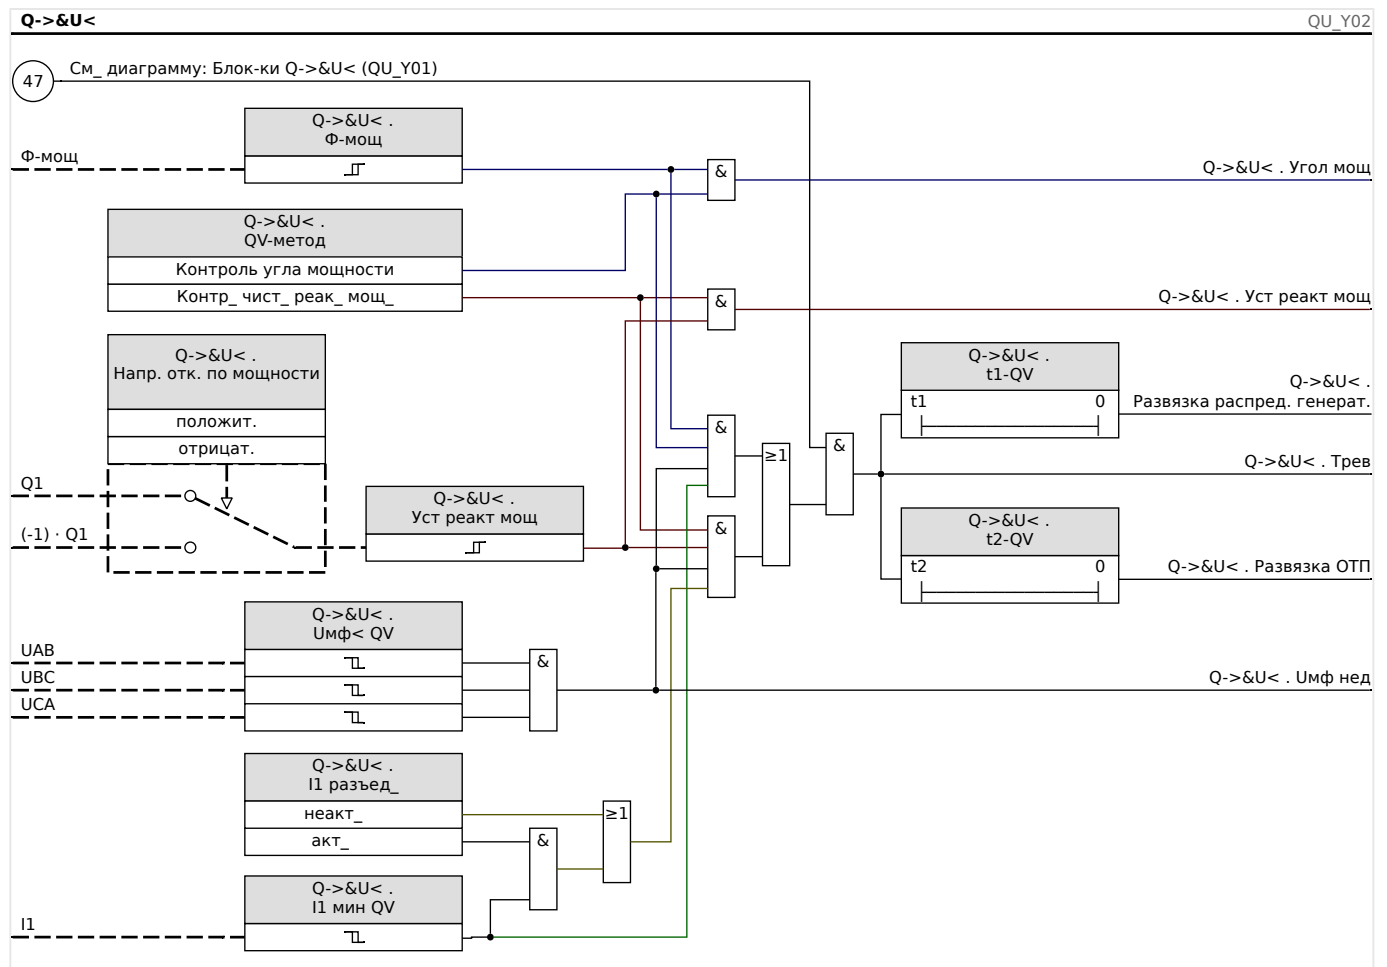 Q->&U<
QU_Y02
47
См_ диаграмму: Блок-ки Q->&U< (QU_Y01)
Q->&U< .
Ф-мощ
Ф-мощ
&
Q->&U< . Угол мощ
Q->&U< .
QV-метод
Контроль угла мощности
Контр_ чист_ реак_ мощ_
&
Q->&U< . Уст реакт мощ
Q->&U< .
Напр. отк. по мощности
положит.
отрицат.
Q1
(-1) · Q1
Q->&U< .
Уст реакт мощ
&
&
≥1
&
Q->&U< .
t1-QV
t1
0
Q->&U< .
Развязка распред. генерат.
Q->&U< . Трев
Q->&U< .
t2-QV
t2
0
Q->&U< . Развязка ОТП
Q->&U< .
Uмф< QV
UAB
UBC
UCA
&
Q->&U< . Uмф нед
Q->&U< .
I1 разъед_
неакт_
акт_
&
≥1
Q->&U< .
I1 мин QV
I1